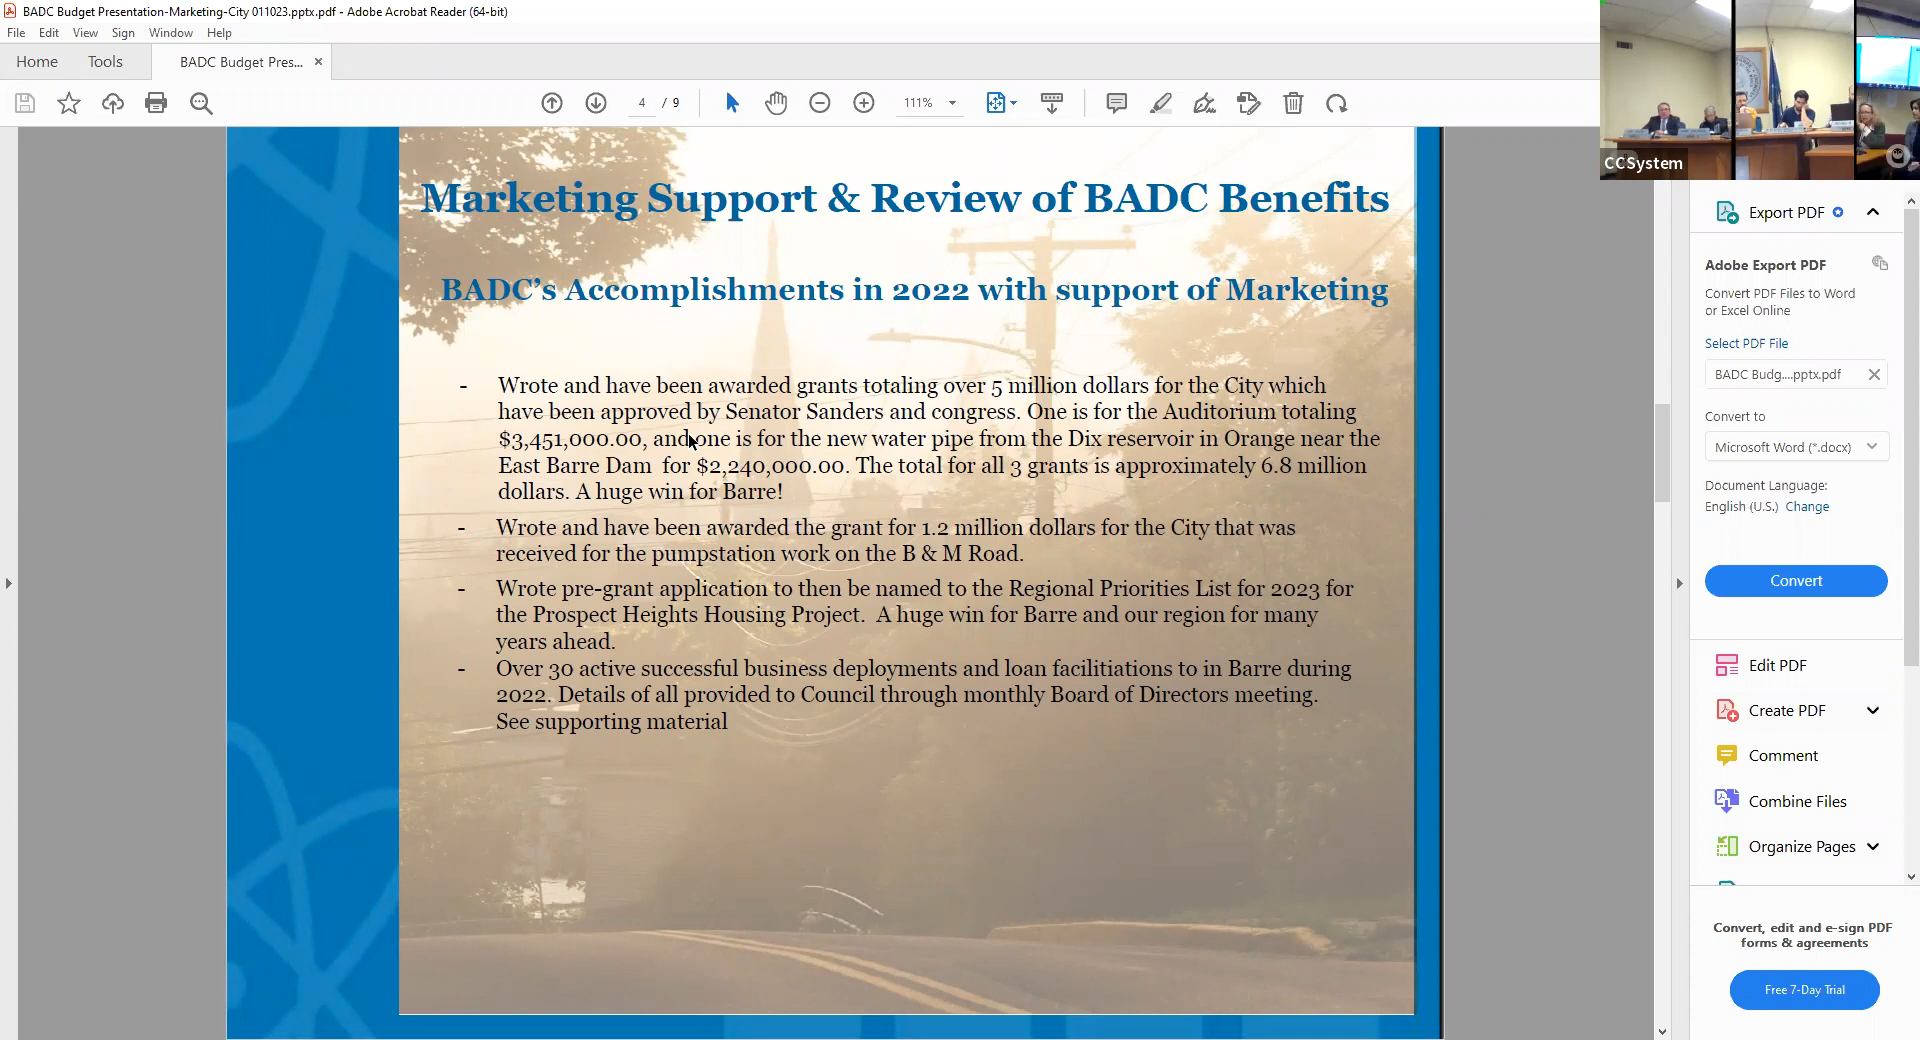 BADC Budget Presentation-Marketing-City 011023.pptx.pdf - Adobe Acrobat Reader (64-bit)
File Edit View Sign Window Help
Home Tools BADC Budget Pres... ×
4 / 9 111%
CCSystem
Marketing Support & Review of BADC Benefits
BADC's Accomplishments in 2022 with support of Marketing
- Wrote and have been awarded grants totaling over 5 million dollars for the City which
have been approved by Senator Sanders and congress. One is for the Auditorium totaling
$3,451,000.00, and one is for the new water pipe from the Dix reservoir in Orange near the
East Barre Dam for $2,240,000.00. The total for all 3 grants is approximately 6.8 million
dollars. A huge win for Barre!
- Wrote and have been awarded the grant for 1.2 million dollars for the City that was
received for the pumpstation work on the B & M Road.
- Wrote pre-grant application to then be named to the Regional Priorities List for 2023 for
the Prospect Heights Housing Project. A huge win for Barre and our region for many
years ahead.
- Over 30 active successful business deployments and loan facilitiations to in Barre during
2022. Details of all provided to Council through monthly Board of Directors meeting.
See supporting material
Export PDF
Adobe Export PDF
Convert PDF Files to Word
or Excel Online
Select PDF File
BADC Budg....pptx.pdf
Convert to
Microsoft Word (*.docx)
Document Language:
English (U.S.) Change
Convert
Edit PDF
Create PDF
Comment
Combine Files
Organize Pages
Convert, edit and e-sign PDF
forms & agreements
Free 7-Day Trial